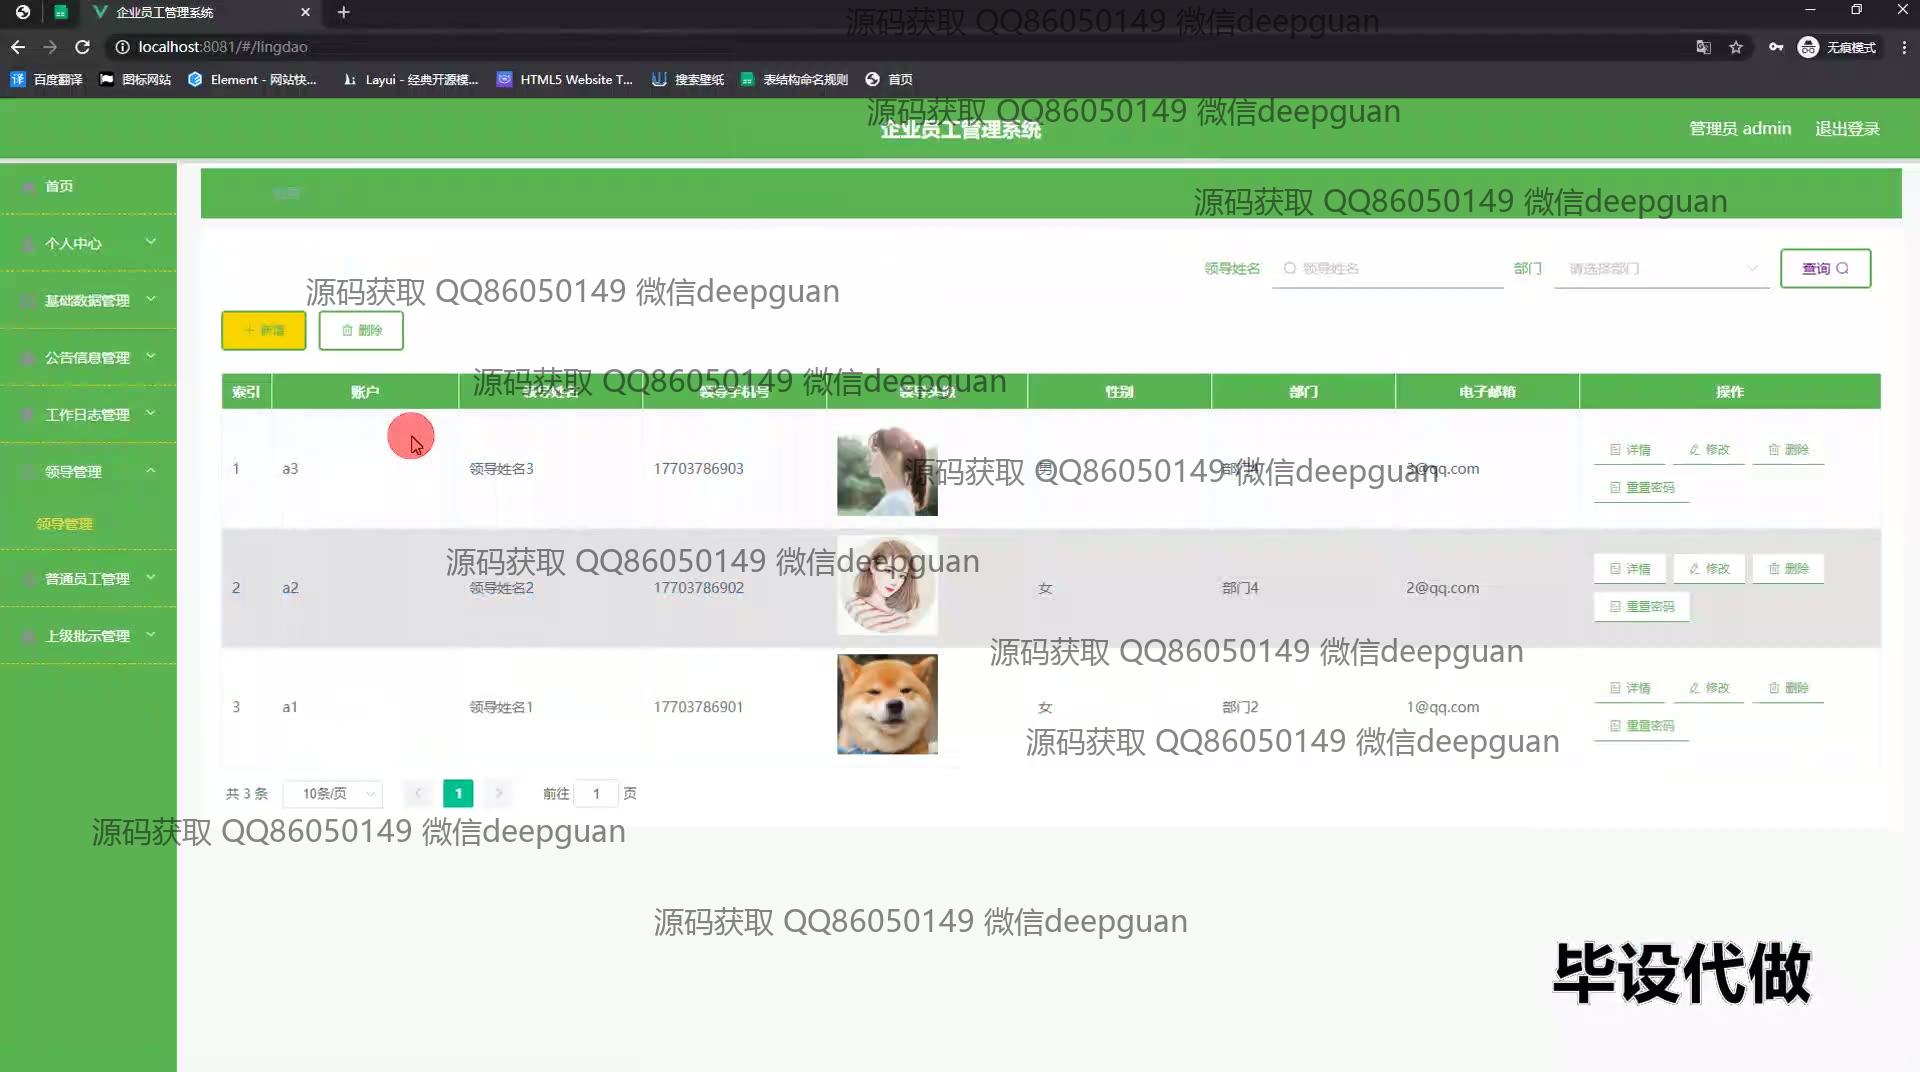 企业员工管理系统
源码获取 QQ86050149 微信deepguan
localhost:8081/#/lingdao
无痕模式
百度翻译 图标网站 Element - 网站快... Layui - 经典开源模... HTML5 Website T... 搜索壁纸 表结构命名规则 首页
源码获取 QQ86050149 微信deepguan
企业员工管理系统
管理员 admin 退出登录
首页
源码获取 QQ86050149 微信deepguan
个人中心
领导姓名 领导姓名 部门 请选择部门 查询
源码获取 QQ86050149 微信deepguan
基础数据管理
新增 删除
公告信息管理
源码获取 QQ86050149 微信deepguan
索引 账户 领导姓名 领导手机号 领导头像 性别 部门 电子邮箱 操作
工作日志管理
领导管理
1 a3 领导姓名3 17703786903 男 3@qq.com 详情 修改 删除
重置密码
源码获取 QQ86050149 微信deepguan
领导管理
源码获取 QQ86050149 微信deepguan
普通员工管理
2 a2 领导姓名2 17703786902 女 部门4 2@qq.com 详情 修改 删除
重置密码
上级批示管理
源码获取 QQ86050149 微信deepguan
3 a1 领导姓名1 17703786901 女 部门2 1@qq.com 详情 修改 删除
重置密码
源码获取 QQ86050149 微信deepguan
共 3 条 10条/页 1 前往 1 页
源码获取 QQ86050149 微信deepguan
源码获取 QQ86050149 微信deepguan
毕设代做